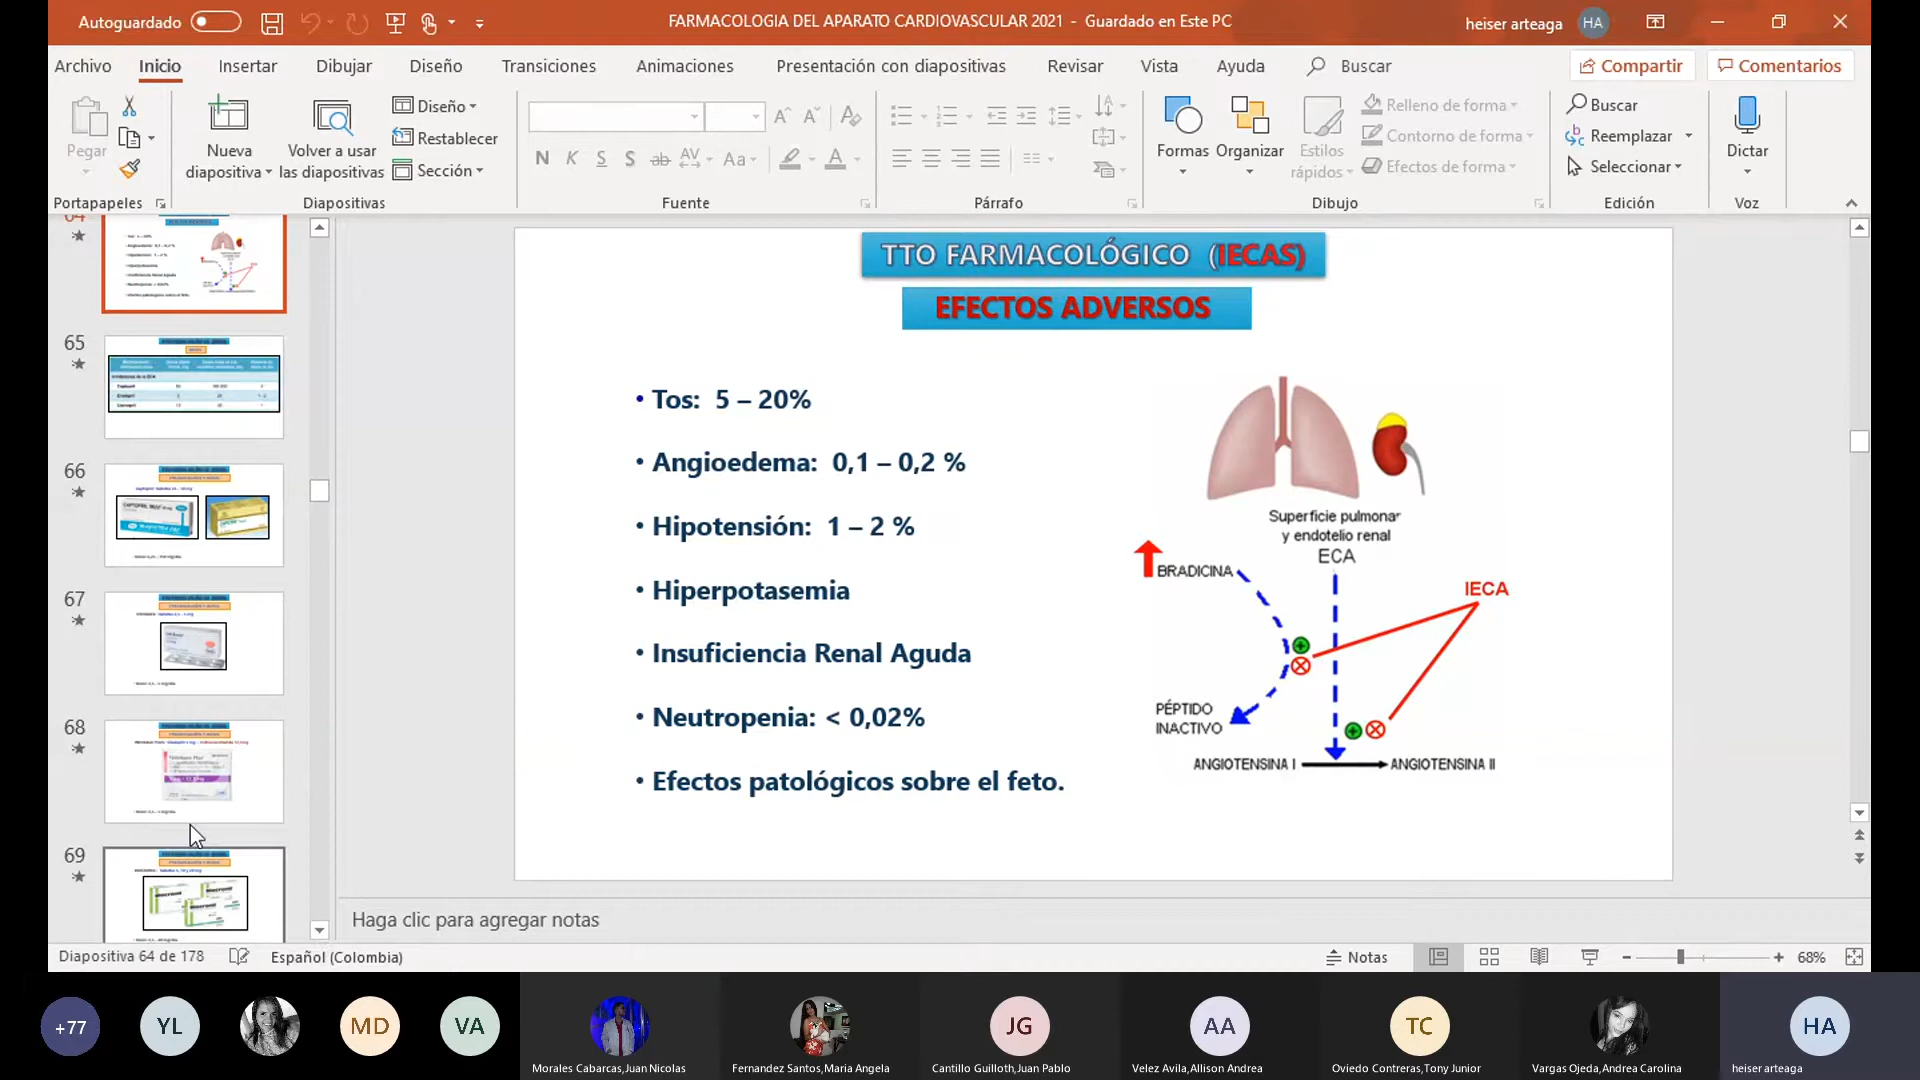 Autoguardado
FARMACOLOGIA DEL APARATO CARDIOVASCULAR 2021 - Guardado en Este PC
heiser arteaga
HA
Archivo Inicio Insertar Dibujar Diseño Transiciones Animaciones Presentación con diapositivas Revisar Vista Ayuda Buscar Compartir Comentarios
Pegar
Nueva diapositiva
Volver a usar las diapositivas
Diseño
Restablecer
Sección
N K S S ab AV Aa A
Formas
Organizar
Estilos rápidos
Relleno de forma
Contorno de forma
Efectos de forma
Buscar
Reemplazar
Seleccionar
Dictar
Portapapeles Diapositivas Fuente Párrafo Dibujo Edición Voz
64
65
66
67
68
69
TTO FARMACOLÓGICO (IECAS)
EFECTOS ADVERSOS
• Tos: 5 – 20%
• Angioedema: 0,1 – 0,2 %
• Hipotensión: 1 – 2 %
• Hiperpotasemia
• Insuficiencia Renal Aguda
• Neutropenia: < 0,02%
• Efectos patológicos sobre el feto.
Superficie pulmonar
y endotelio renal
ECA
BRADICINA
IECA
PÉPTIDO
INACTIVO
ANGIOTENSINA I
ANGIOTENSINA II
Haga clic para agregar notas
Diapositiva 64 de 178 Español (Colombia) Notas 68%
+77
YL
MD
VA
JG
AA
TC
HA
Morales Cabarcas,Juan Nicolas
Fernandez Santos,Maria Angela
Cantillo Guilloth,Juan Pablo
Velez Avila,Allison Andrea
Oviedo Contreras,Tony Junior
Vargas Ojeda,Andrea Carolina
heiser arteaga